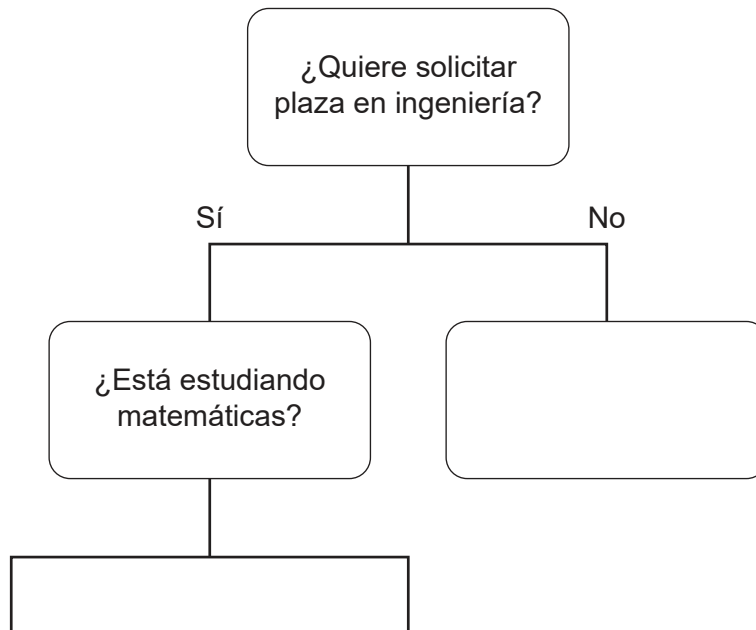 ¿Quiere solicitar
plaza en ingeniería?
Sí
No
¿Está estudiando
matemáticas?